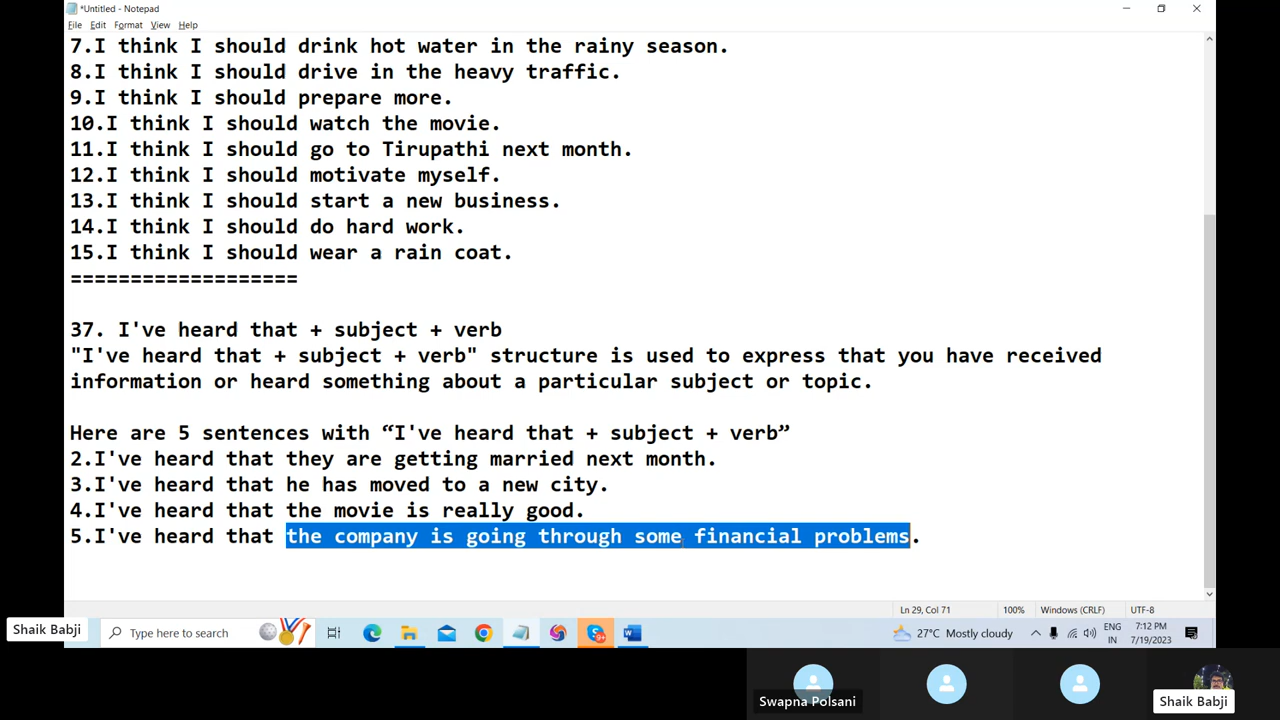 *Untitled - Notepad
File Edit Format View Help
7.I think I should drink hot water in the rainy season.
8.I think I should drive in the heavy traffic.
9.I think I should prepare more.
10.I think I should watch the movie.
11.I think I should go to Tirupathi next month.
12.I think I should motivate myself.
13.I think I should start a new business.
14.I think I should do hard work.
15.I think I should wear a rain coat.
===================
37. I've heard that + subject + verb
"I've heard that + subject + verb" structure is used to express that you have received
information or heard something about a particular subject or topic.
Here are 5 sentences with “I've heard that + subject + verb”
2.I've heard that they are getting married next month.
3.I've heard that he has moved to a new city.
4.I've heard that the movie is really good.
5.I've heard that the company is going through some financial problems.
Ln 29, Col 71 100% Windows (CRLF) UTF-8
Shaik Babji Type here to search 27°C Mostly cloudy ENG IN 7:12 PM 7/19/2023
Swapna Polsani Shaik Babji